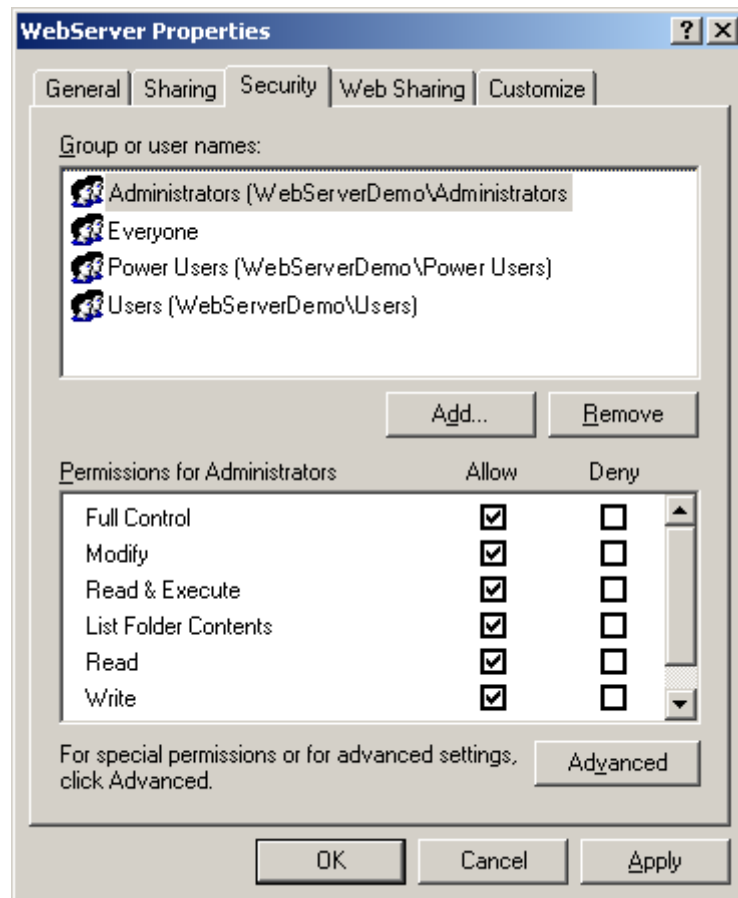 WebServer Properties
General Sharing Security Web Sharing Customize
Group or user names:
Administrators (WebServerDemo\Administrators
Everyone
Power Users (WebServerDemo\Power Users)
Users (WebServerDemo\Users)
Add... Remove
Permissions for Administrators Allow Deny
Full Control
Modify
Read & Execute
List Folder Contents
Read
Write
For special permissions or for advanced settings,
click Advanced.
Advanced
OK Cancel Apply